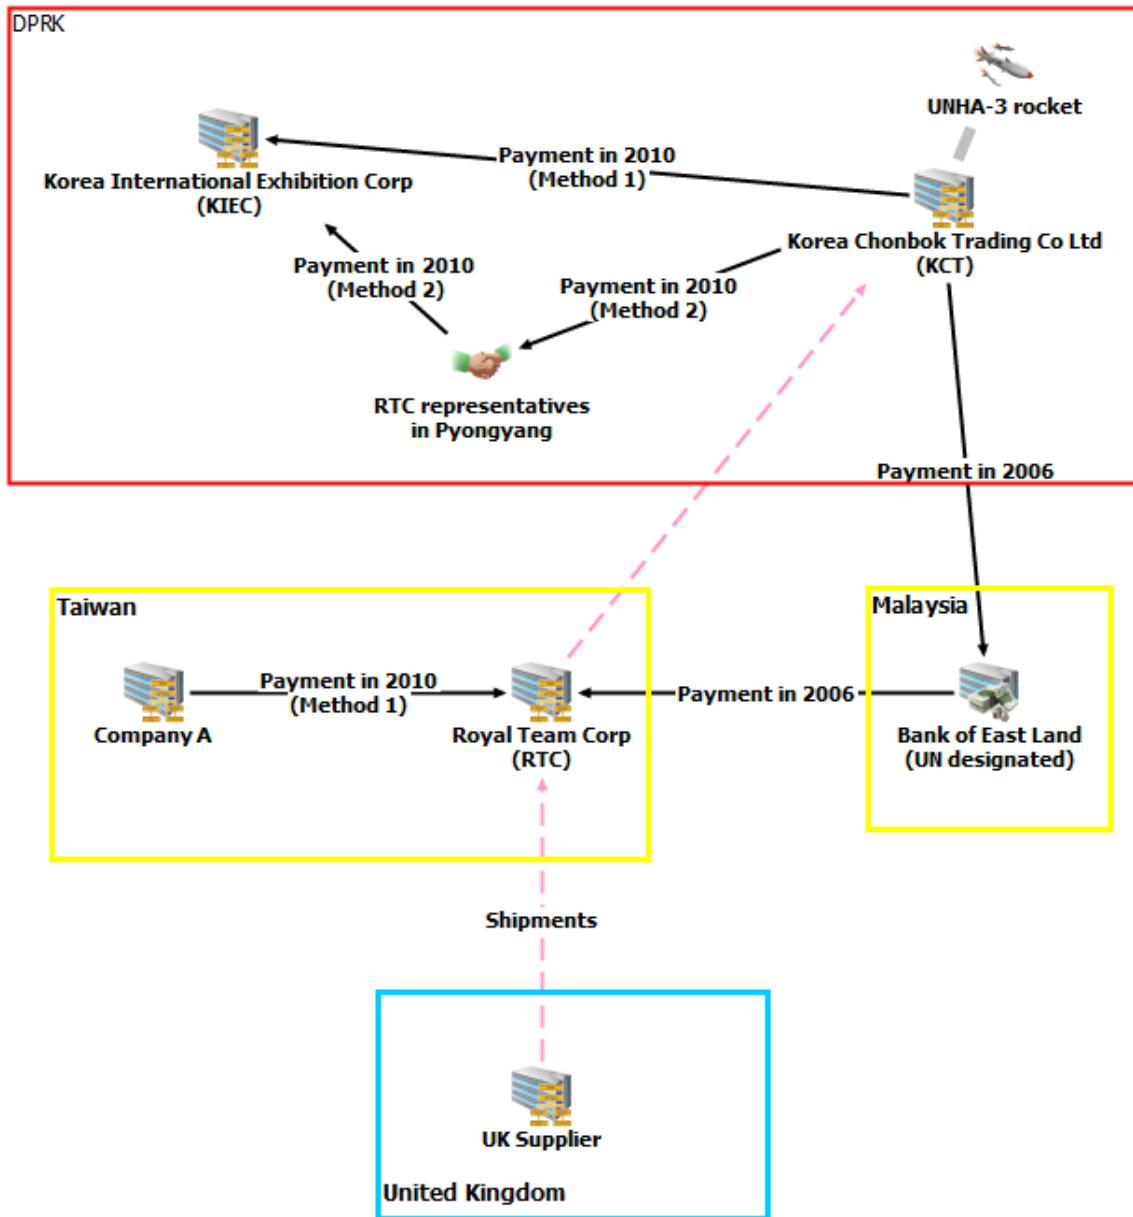 DPRK
UNHA-3 rocket
Payment in 2010
(Method 1)
Korea International Exhibition Corp
(KIEC)
Korea Chonbok Trading Co Ltd
(KCT)
Payment in 2010
(Method 2)
Payment in 2010
(Method 2)
RTC representatives
in Pyongyang
Payment in 2006
Taiwan
Malaysia
Payment in 2010
(Method 1)
Payment in 2006
Company A
Royal Team Corp
(RTC)
Bank of East Land
(UN designated)
Shipments
UK Supplier
United Kingdom